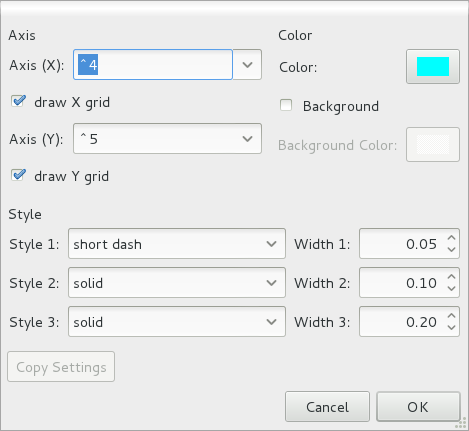 Axis
Color
Axis (X): ^4
Color:
draw X grid
Background
Axis (Y): ^5
Background Color:
draw Y grid
Style
Style 1: short dash Width 1: 0.05
Style 2: solid Width 2: 0.10
Style 3: solid Width 3: 0.20
Copy Settings
Cancel OK